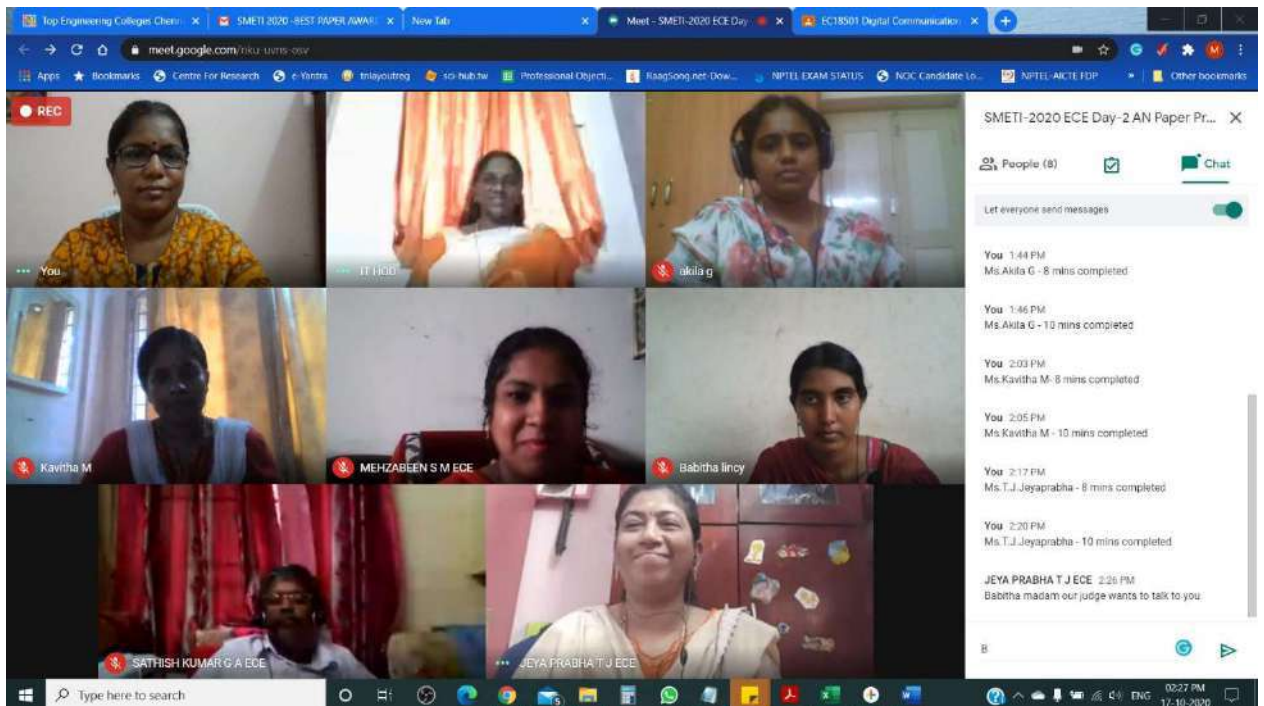 Top Engineering Colleges Chenn
SMETI 2020 -BEST PAPER AWAR
New Tab
Meet - SMETI-2020 ECE Day
EC18501 Digital Communication
meet.google.com/nku-uvns-osv
Apps
Bookmarks
Centre For Research
e-Yantra
tnlayoutreg
sci-hub.tw
Professional Objecti...
RaagSong.net-Dow...
NPTEL EXAM STATUS
NOC Candidate Lo...
NPTEL-AICTE FDP
»
Other bookmarks
REC
You
IT HOD
akila g
Kavitha M
MEHZABEEN S M ECE
Babitha lincy
SATHISH KUMAR G A ECE
JEYA PRABHA T J ECE
SMETI-2020 ECE Day-2 AN Paper Pr...
People (8)
Chat
Let everyone send messages
You 1:44 PM
Ms.Akila G - 8 mins completed
You 1:46 PM
Ms.Akila G - 10 mins completed
You 2:03 PM
Ms.Kavitha M- 8 mins completed
You 2:05 PM
Ms.Kavitha M - 10 mins completed
You 2:17 PM
Ms.T.J.Jeyaprabha - 8 mins completed
You 2:20 PM
Ms.T.J.Jeyaprabha - 10 mins completed
JEYA PRABHA T J ECE 2:26 PM
Babitha madam our judge wants to talk to you
B
Type here to search
ENG
02:27 PM
17-10-2020